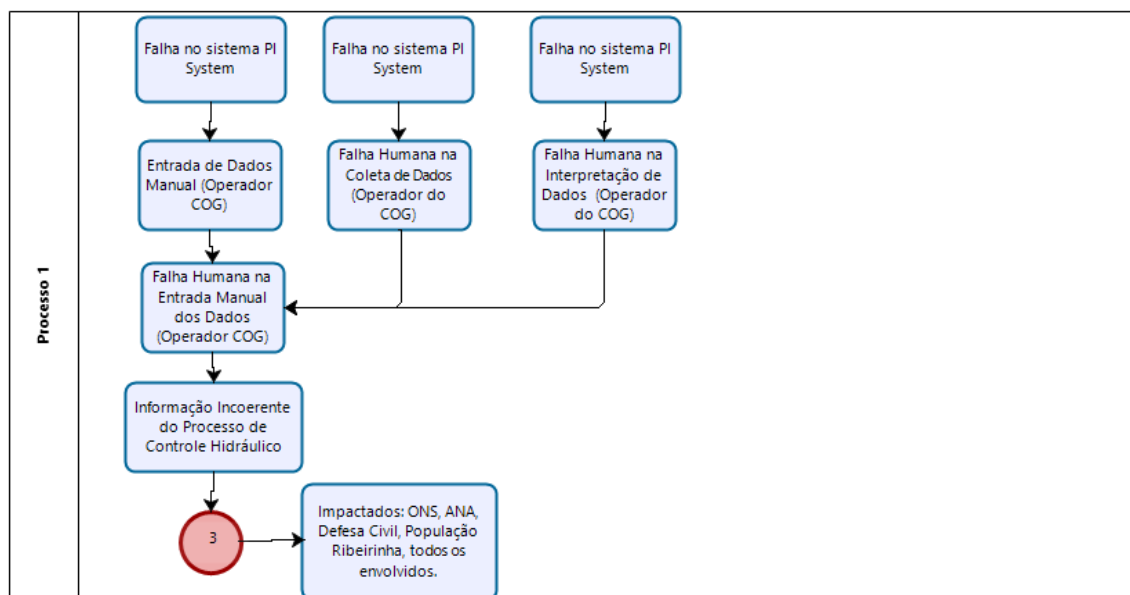 Processo 1
Falha no sistema PI
System
Falha no sistema PI
System
Falha no sistema PI
System
Entrada de Dados
Manual (Operador
COG)
Falha Humana na
Coleta de Dados
(Operador do
COG)
Falha Humana na
Interpretação de
Dados (Operador
do COG)
Falha Humana na
Entrada Manual
dos Dados
(Operador COG)
Informação Incoerente
do Processo de
Controle Hidráulico
3
Impactados: ONS, ANA,
Defesa Civil, População
Ribeirinha, todos os
envolvidos.